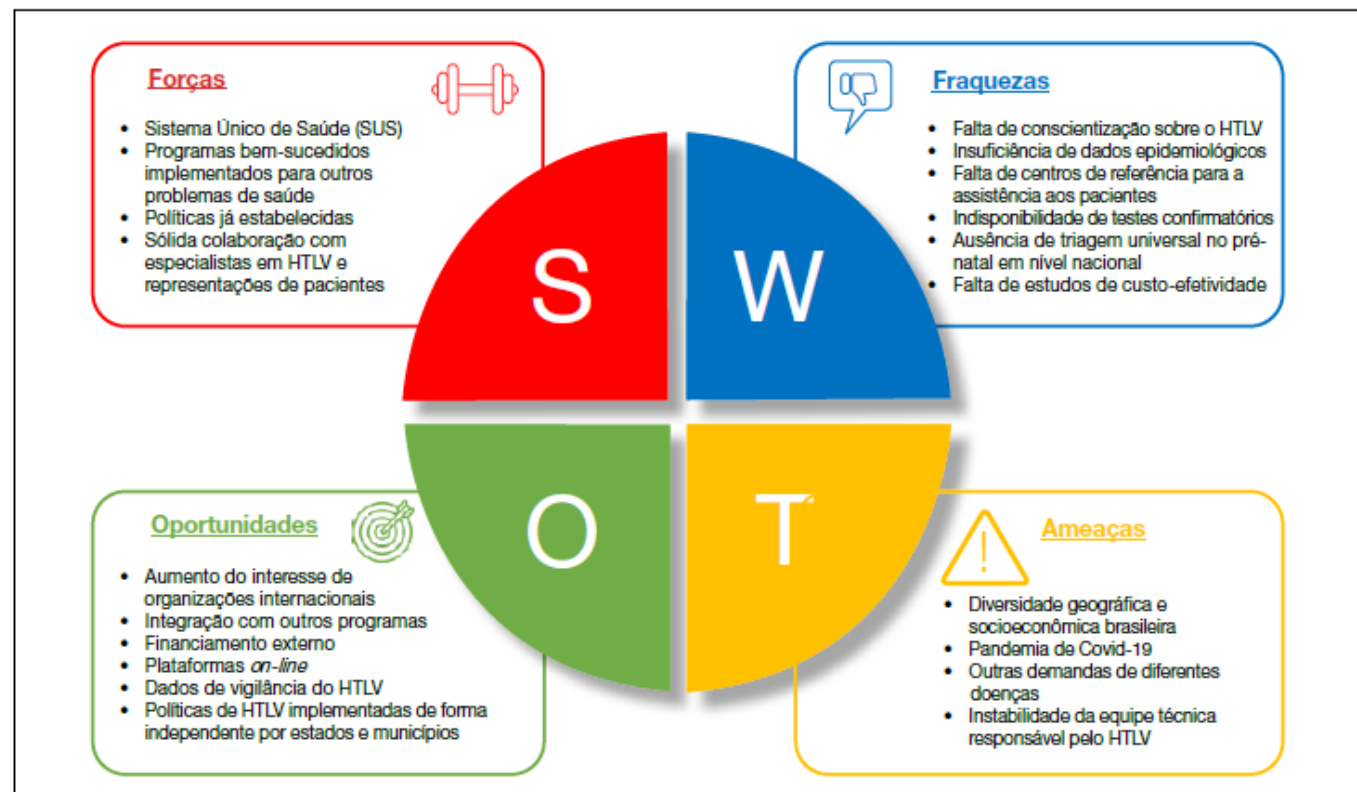 Forças
• Sistema Único de Saúde (SUS)
• Programas bem-sucedidos
implementados para outros
problemas de saúde
• Políticas já estabelecidas
• Sólida colaboração com
especialistas em HTLV e
representações de pacientes
Fraquezas
• Falta de conscientização sobre o HTLV
• Insuficiência de dados epidemiológicos
• Falta de centros de referência para a
assistência aos pacientes
• Indisponibilidade de testes confirmatórios
• Ausência de triagem universal no pré-
natal em nível nacional
• Falta de estudos de custo-efetividade
S
W
O
T
Oportunidades
• Aumento do interesse de
organizações internacionais
• Integração com outros programas
• Financiamento externo
• Plataformas on-line
• Dados de vigilância do HTLV
• Políticas de HTLV implementadas de forma
independente por estados e municípios
Ameaças
• Diversidade geográfica e
socioeconômica brasileira
• Pandemia de Covid-19
• Outras demandas de diferentes
doenças
• Instabilidade da equipe técnica
responsável pelo HTLV